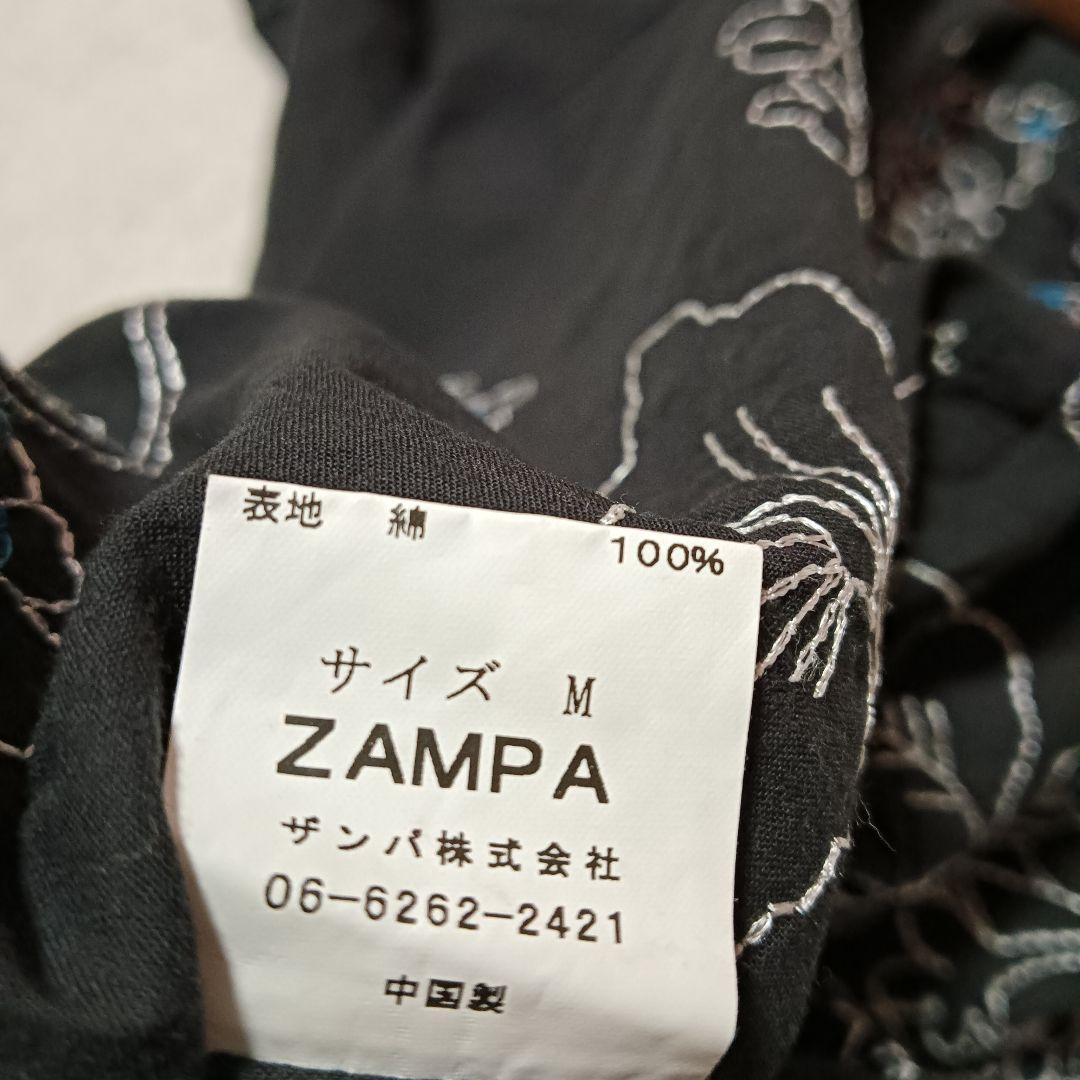 表地 綿 100%
サイズ M
ZAMPA
ザンパ株式会社
06-6262-2421
中国製